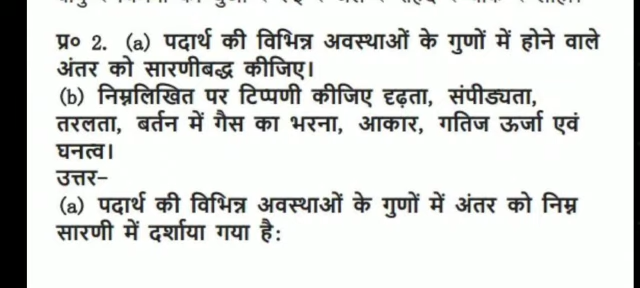 प्र० 2. (a) पदार्थ की विभिन्न अवस्थाओं के गुणों में होने वाले
अंतर को सारणीबद्ध कीजिए।
(b) निम्नलिखित पर टिप्पणी कीजिए दृढ़ता, संपीड्यता,
तरलता, बर्तन में गैस का भरना, आकार, गतिज ऊर्जा एवं
घनत्व।
उत्तर-
(a) पदार्थ की विभिन्न अवस्थाओं के गुणों में अंतर को निम्न
सारणी में दर्शाया गया है: